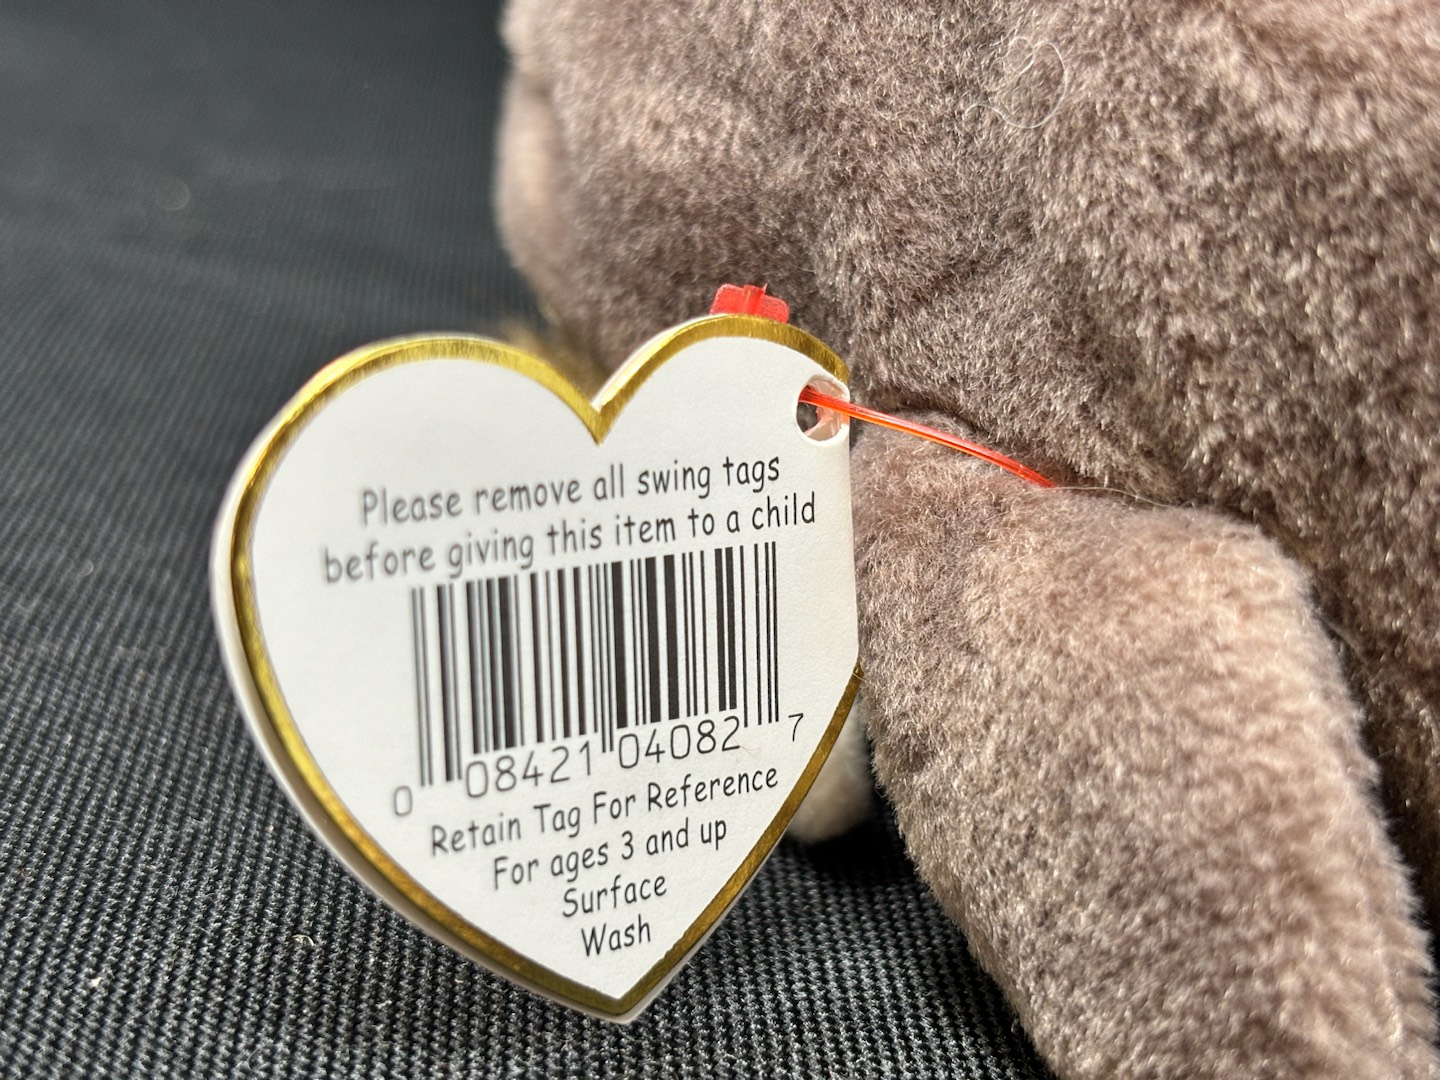 Please remove all swing tags
before giving this item to a child
0 08421 04082 7
Retain Tag For Reference
For ages 3 and up
Surface
Wash